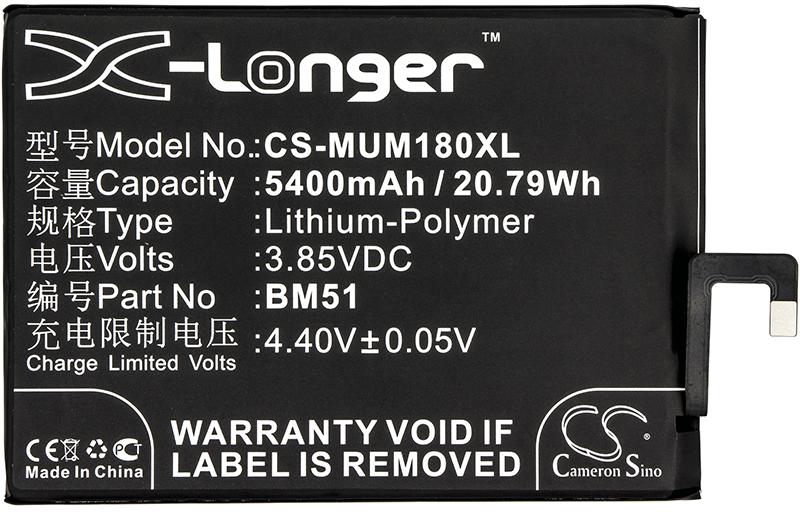 X-Longer™
型号Model No.: CS-MUM180XL
容量Capacity :5400mAh / 20.79Wh
规格Type :Lithium-Polymer
电压Volts :3.85VDC
编号Part No :BM51
充电限制电压 :4.40V±0.05V
Charge Limited Volts
CE PCT
Made In China
WARRANTY VOID IF
LABEL IS REMOVED
CS
Cameron Sino